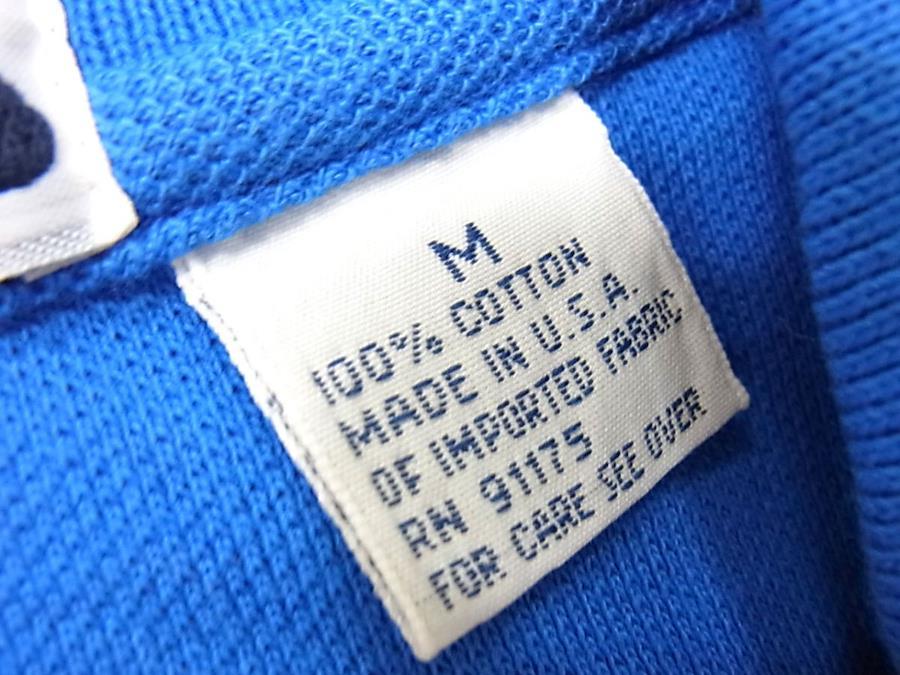 M
100% COTTON
MADE IN U.S.A.
OF IMPORTED FABRIC
RN 91175
FOR CARE SEE OVER